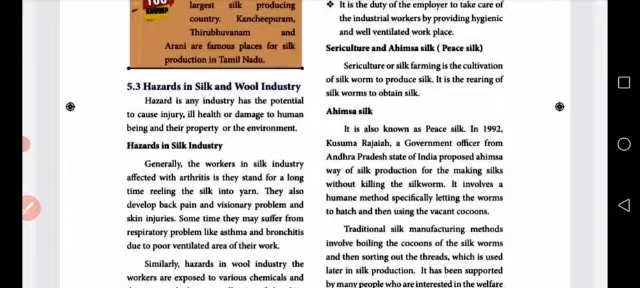 largest silk producing
country. Kancheepuram,
Thirubhuvanam and
Arani are famous places for silk
production in Tamil Nadu.
5.3 Hazards in Silk and Wool Industry
Hazard is any industry has the potential
to cause injury, ill health or damage to human
being and their property or the environment.
Hazards in Silk Industry
Generally, the workers in silk industry
affected with arthritis is they stand for a long
time reeling the silk into yarn. They also
develop back pain and visionary problem and
skin injuries. Some time they may suffer from
respiratory problem like asthma and bronchitis
due to poor ventilated area of their work.
Similarly, hazards in wool industry the
workers are exposed to various chemicals and
❖ It is the duty of the employer to take care of
the industrial workers by providing hygienic
and well ventilated work place.
Sericulture and Ahimsa silk ( Peace silk)
Sericulture or silk farming is the cultivation
of silk worm to produce silk. It is the rearing of
silk worms to obtain silk.
Ahimsa silk
It is also known as Peace silk. In 1992,
Kusuma Rajaiah, a Government officer from
Andhra Pradesh state of India proposed ahimsa
way of silk production for the making silks
without killing the silkworm. It involves a
humane method specifically letting the worms
to hatch and then using the vacant cocoons.
Traditional silk manufacturing methods
involve boiling the cocoons of the silk worms
and then sorting out the threads, which is used
later in silk production. It has been supported
by many people who are interested in the welfare